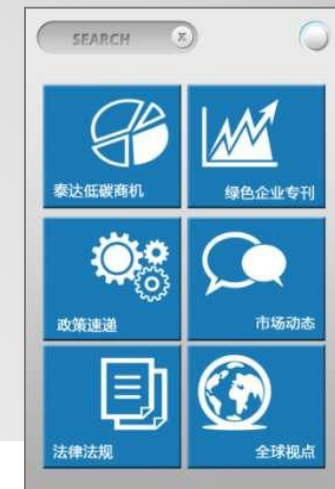 SEARCH
泰达低碳商机
绿色企业专刊
政策速递
市场动态
法律法规
全球视点